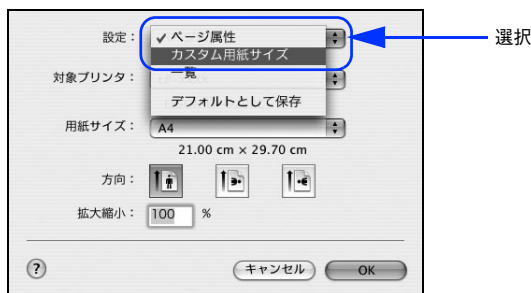 設定：
✓ ページ属性
カスタム用紙サイズ
選択
対象プリンタ：
一覧
デフォルトとして保存
用紙サイズ： A4
21.00 cm × 29.70 cm
方向：
拡大縮小： 100 %
?
キャンセル OK